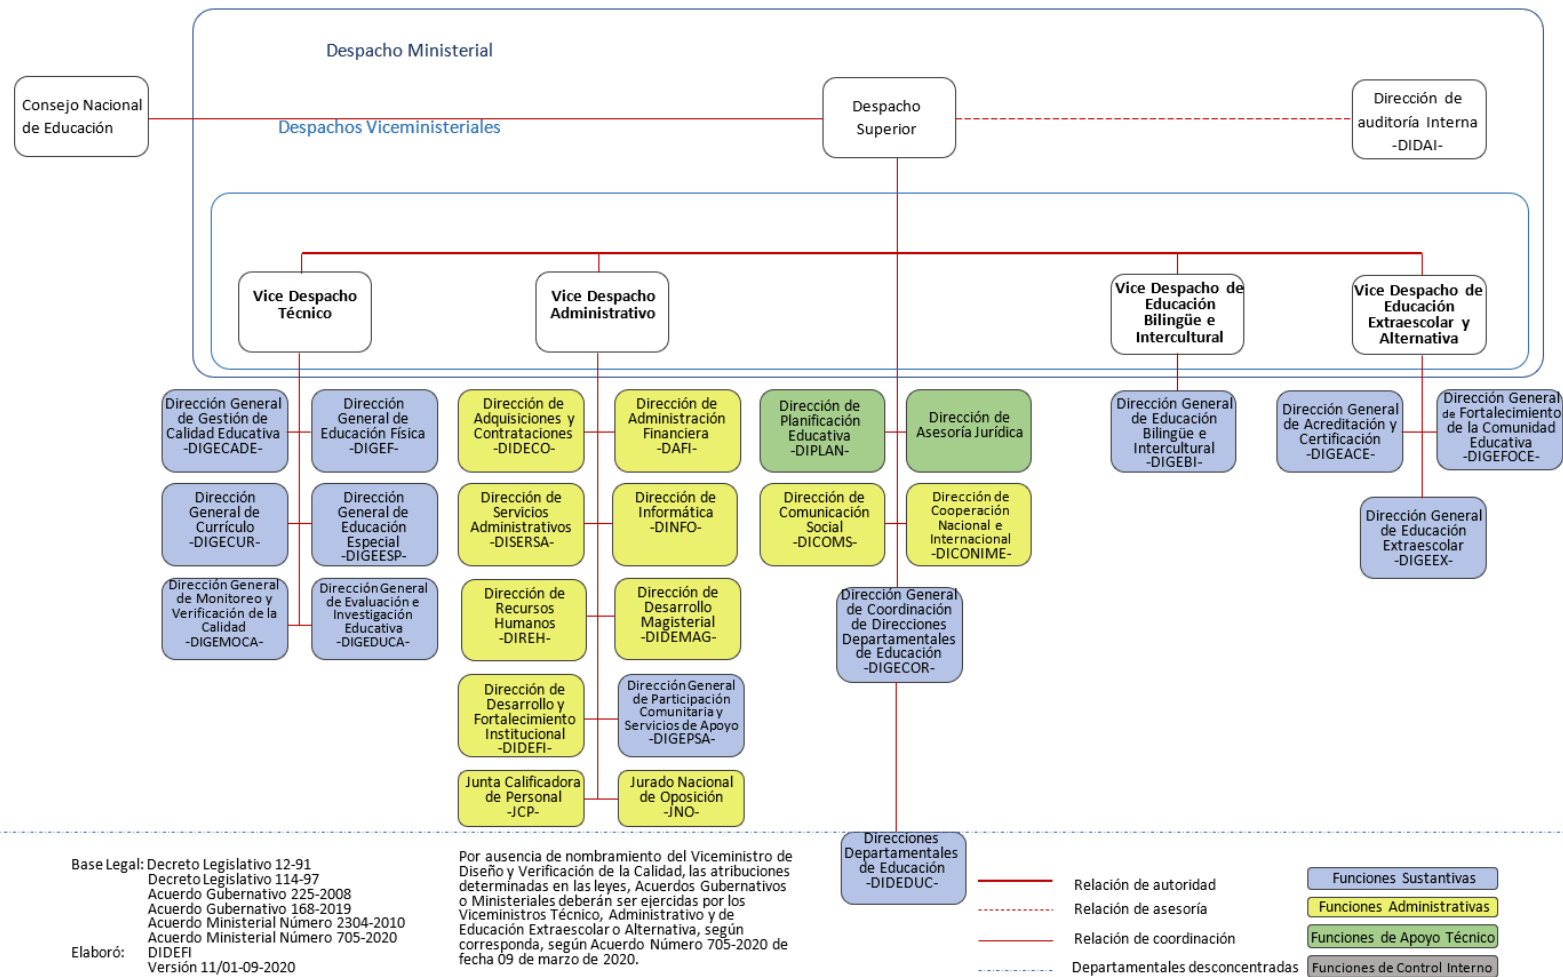 Despacho Ministerial
Consejo Nacional
de Educación
Despachos Viceministeriales
Despacho
Superior
Dirección de
auditoría Interna
-DIDAI-
Vice Despacho
Técnico
Vice Despacho
Administrativo
Vice Despacho de
Educación
Bilingüe e
Intercultural
Vice Despacho de
Educación
Extraescolar y
Alternativa
Dirección General
de Gestión de
Calidad Educativa
-DIGECADE-
Dirección
General de
Educación Física
-DIGEF-
Dirección de
Adquisiciones y
Contrataciones
-DIDECO-
Dirección de
Administración
Financiera
-DAFI-
Dirección de
Planificación
Educativa
-DIPLAN-
Dirección de
Asesoría Jurídica
Dirección General
de Educación
Bilingüe e
Intercultural
-DIGEBI-
Dirección General
de Acreditación y
Certificación
-DIGEACE-
Dirección General
de Fortalecimiento
de la Comunidad
Educativa
-DIGEFOCE-
Dirección
General de
Currículo
-DIGECUR-
Dirección
General de
Educación
Especial
-DIGEESP-
Dirección de
Servicios
Administrativos
-DISERSA-
Dirección de
Informática
-DINFO-
Dirección de
Comunicación
Social
-DICOMS-
Dirección de
Cooperación
Nacional e
Internacional
-DICONIME-
Dirección General
de Educación
Extraescolar
-DIGEEX-
Dirección General
de Monitoreo y
Verificación de la
Calidad
-DIGEMOCA-
Dirección General
de Evaluación e
Investigación
Educativa
-DIGEDUCA-
Dirección de
Recursos
Humanos
-DIREH-
Dirección de
Desarrollo
Magisterial
-DIDEMAG-
Dirección General
de Coordinación
de Direcciones
Departamentales
de Educación
-DIGECOR-
Dirección de
Desarrollo y
Fortalecimiento
Institucional
-DIDEFI-
Dirección General
de Participación
Comunitaria y
Servicios de Apoyo
-DIGEPSA-
Junta Calificadora
de Personal
-JCP-
Jurado Nacional
de Oposición
-JNO-
Direcciones
Departamentales
de Educación
-DIDEDUC-
Base Legal: Decreto Legislativo 12-91
Decreto Legislativo 114-97
Acuerdo Gubernativo 225-2008
Acuerdo Gubernativo 168-2019
Acuerdo Ministerial Número 2304-2010
Acuerdo Ministerial Número 705-2020
Elaboró: DIDEFI
Versión 11/01-09-2020
Por ausencia de nombramiento del Viceministro de
Diseño y Verificación de la Calidad, las atribuciones
determinadas en las leyes, Acuerdos Gubernativos
o Ministeriales deberán ser ejercidas por los
Viceministros Técnico, Administrativo y de
Educación Extraescolar o Alternativa, según
corresponda, según Acuerdo Número 705-2020 de
fecha 09 de marzo de 2020.
Relación de autoridad
Relación de asesoría
Relación de coordinación
Departamentales desconcentradas
Funciones Sustantivas
Funciones Administrativas
Funciones de Apoyo Técnico
Funciones de Control Interno